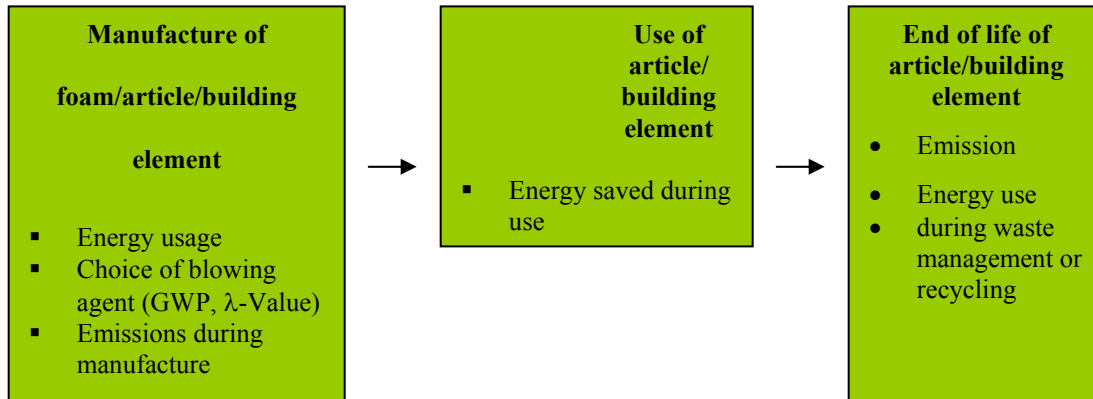 Manufacture of
foam/article/building
element
▪ Energy usage
▪ Choice of blowing
agent (GWP, λ-Value)
▪ Emissions during
manufacture
Use of
article/
building
element
▪ Energy saved during
use
End of life of
article/building
element
• Emission
• Energy use
• during waste
management or
recycling